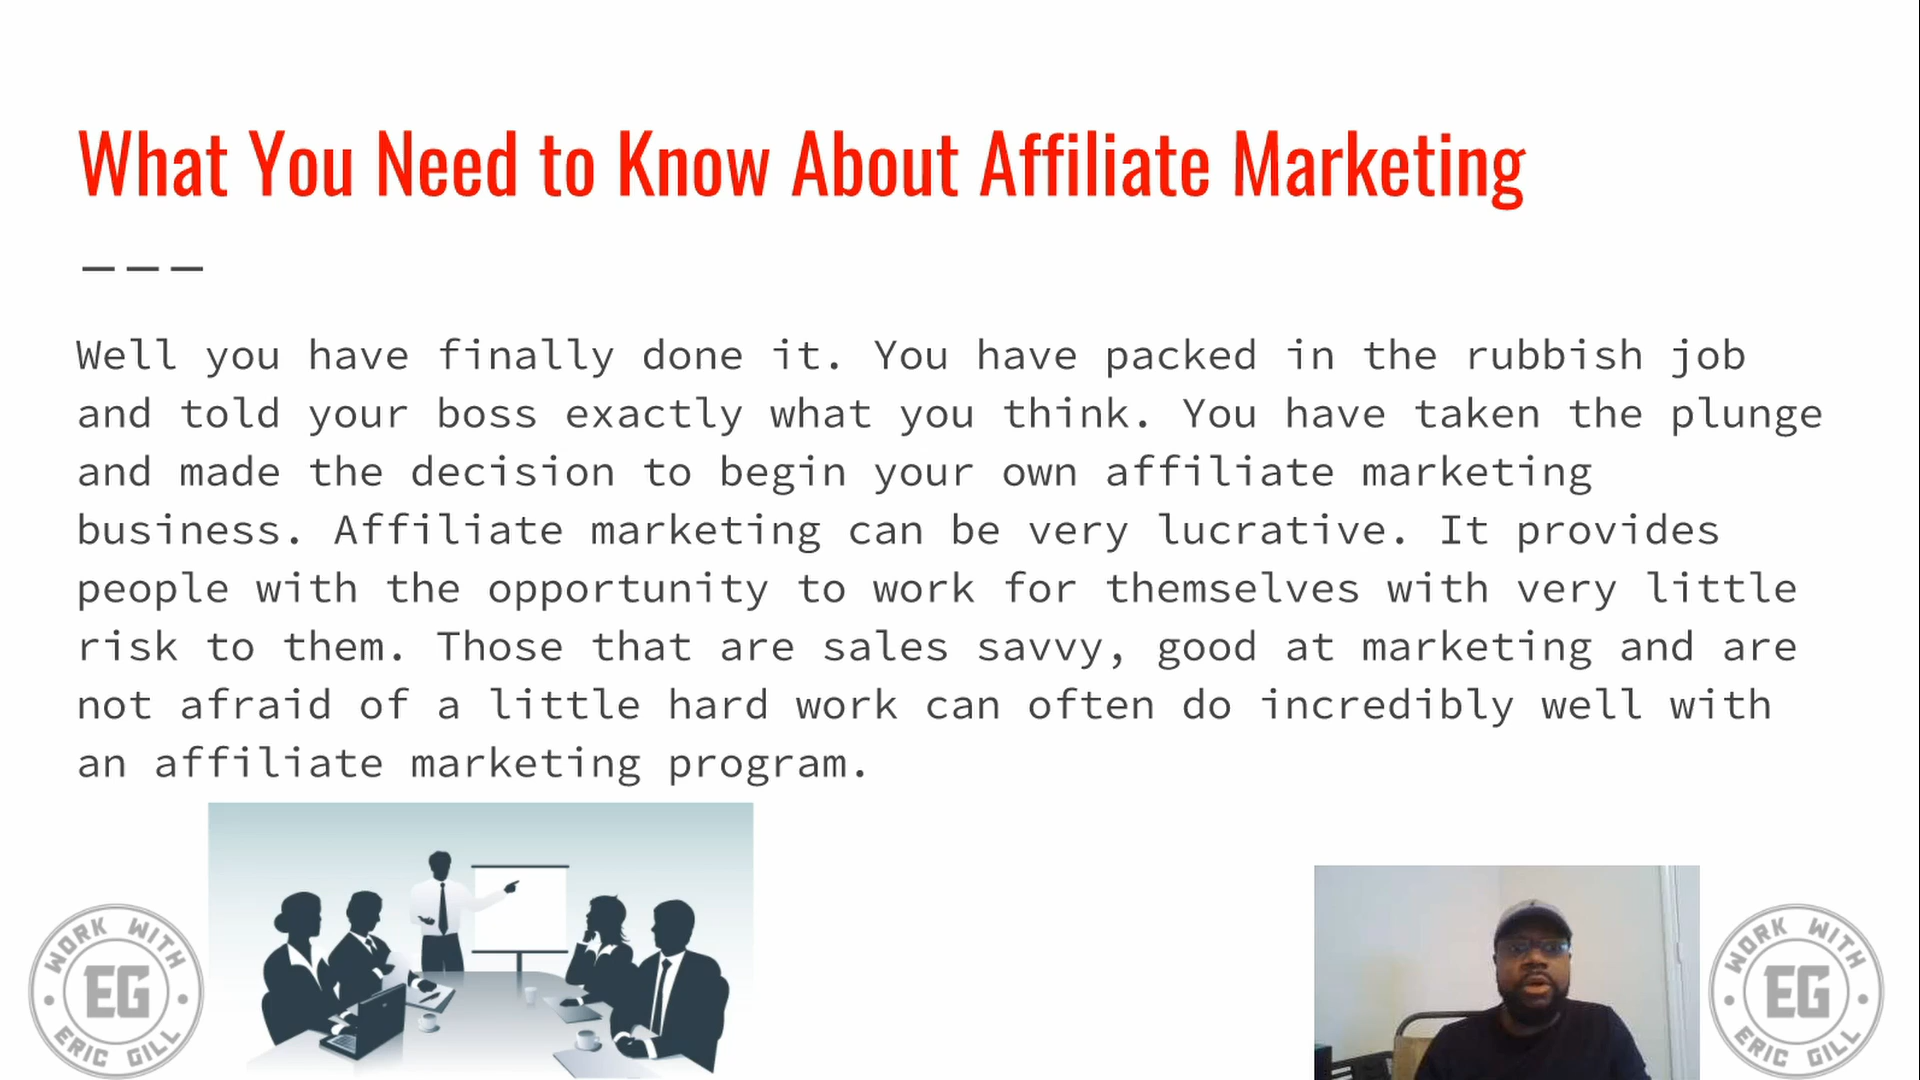 What You Need to Know About Affiliate Marketing
Well you have finally done it. You have packed in the rubbish job
and told your boss exactly what you think. You have taken the plunge
and made the decision to begin your own affiliate marketing
business. Affiliate marketing can be very lucrative. It provides
people with the opportunity to work for themselves with very little
risk to them. Those that are sales savvy, good at marketing and are
not afraid of a little hard work can often do incredibly well with
an affiliate marketing program.
WORK WITH
EG
ERIC GILL
WORK WITH
EG
ERIC GILL